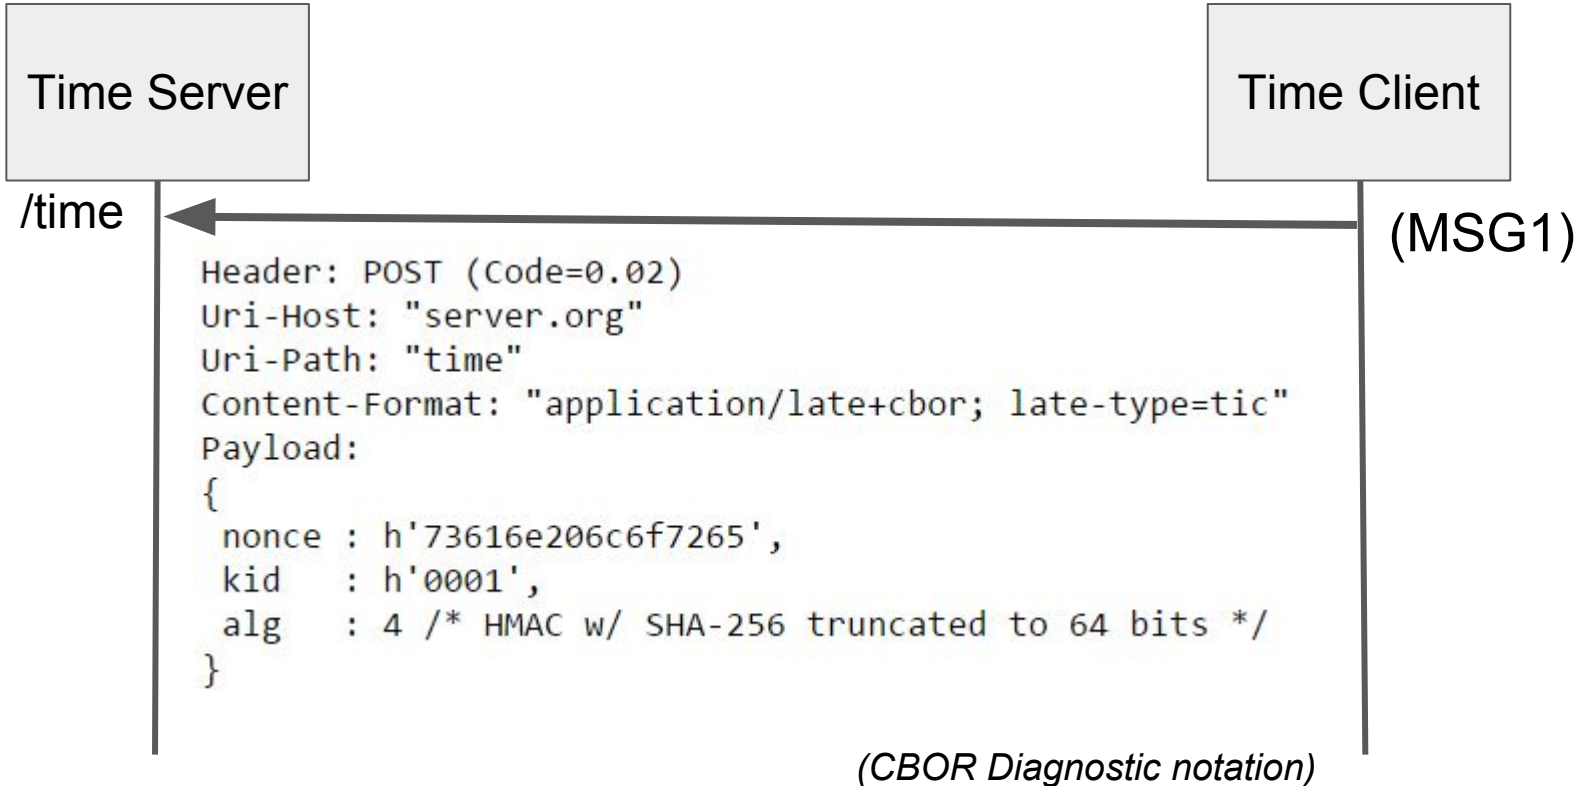 Time Server
Time Client
/time
(MSG1)
Header: POST (Code=0.02)
Uri-Host: "server.org"
Uri-Path: "time"
Content-Format: "application/late+cbor; late-type=tic"
Payload:
{
nonce : h'73616e206c6f7265',
kid   : h'0001',
alg   : 4 /* HMAC w/ SHA-256 truncated to 64 bits */
}
(CBOR Diagnostic notation)